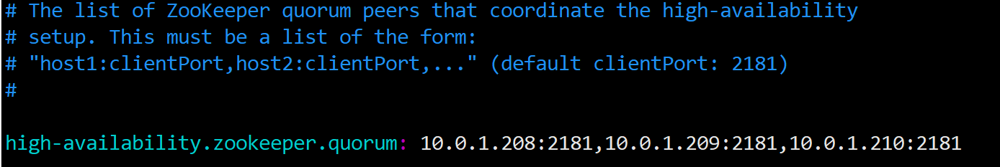 # The list of ZooKeeper quorum peers that coordinate the high-availability
# setup. This must be a list of the form:
# "host1:clientPort,host2:clientPort,..." (default clientPort: 2181)
#
high-availability.zookeeper.quorum: 10.0.1.208:2181,10.0.1.209:2181,10.0.1.210:2181